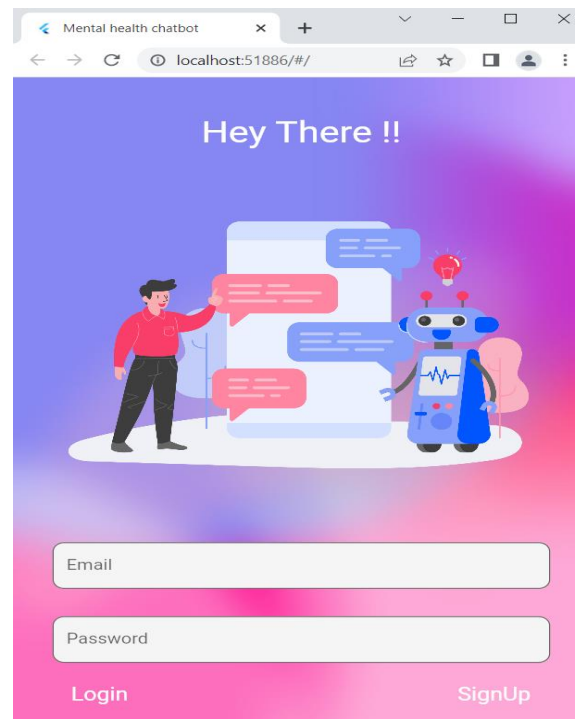 Mental health chatbot
localhost:51886/#/
Hey There !!
Email
Password
Login SignUp